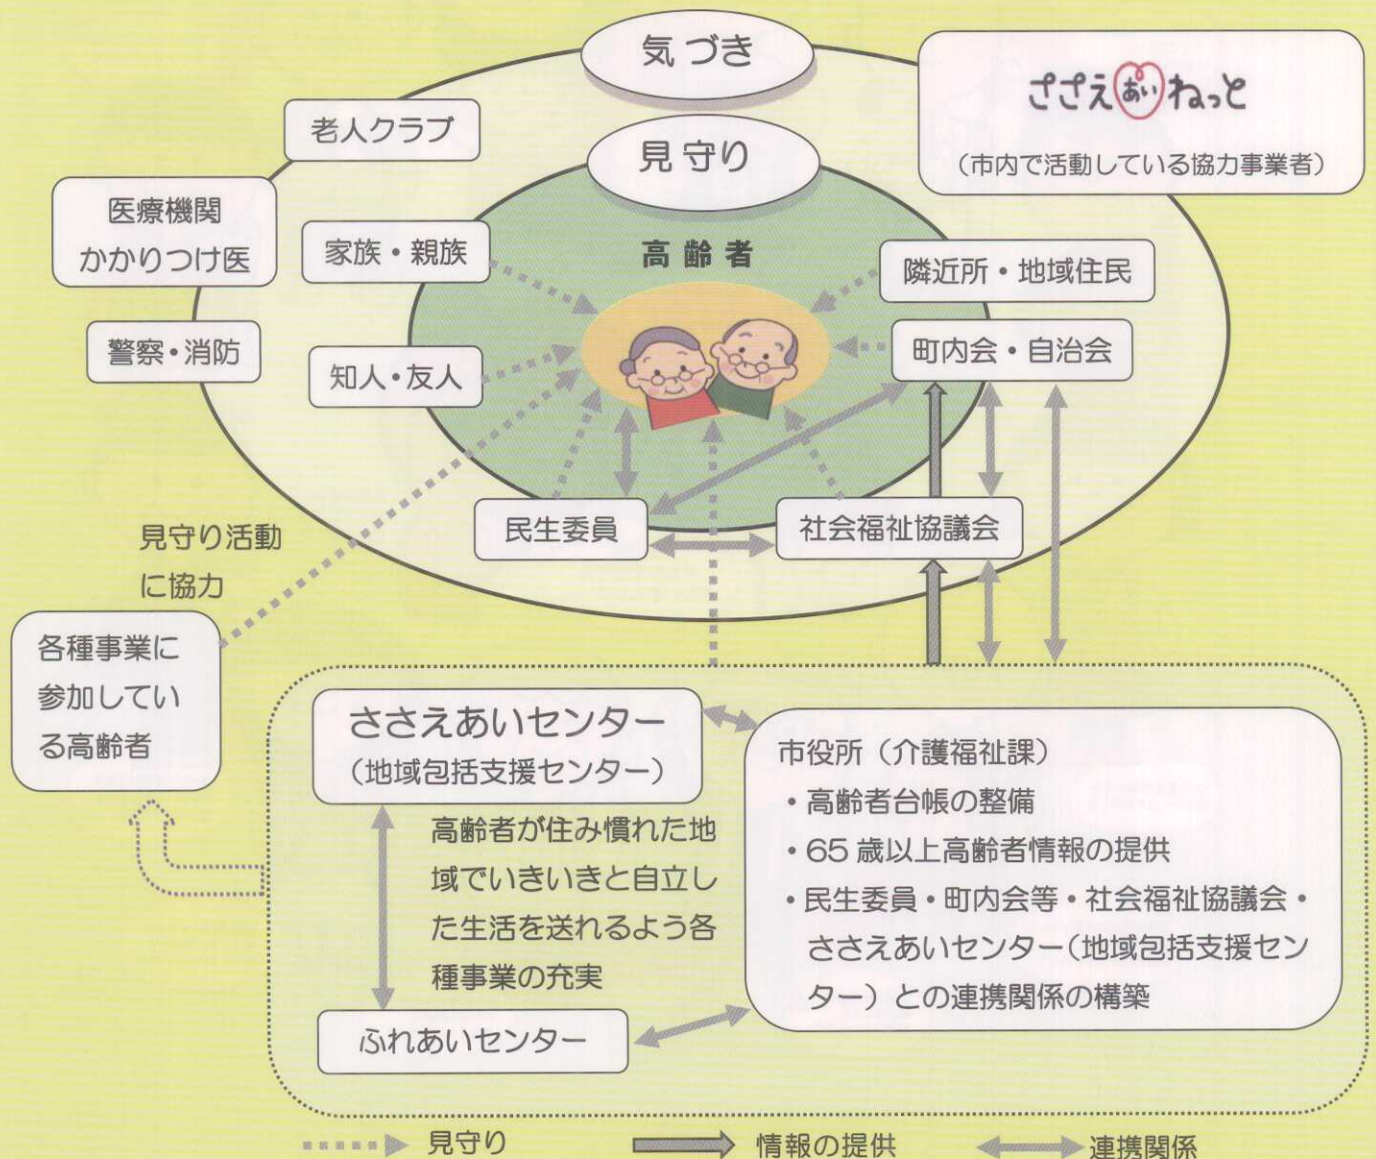 気づき
ささえあいねっと
（市内で活動している協力事業者）
老人クラブ
見守り
医療機関
かかりつけ医
家族・親族
高齢者
隣近所・地域住民
警察・消防
知人・友人
町内会・自治会
民生委員
社会福祉協議会
見守り活動
に協力
各種事業に
参加してい
る高齢者
ささえあいセンター
（地域包括支援センター）
高齢者が住み慣れた地
域でいきいきと自立し
た生活を送れるよう各
種事業の充実
ふれあいセンター
市役所（介護福祉課）
・高齢者台帳の整備
・65歳以上高齢者情報の提供
・民生委員・町内会等・社会福祉協議会・
ささえあいセンター（地域包括支援セン
ター）との連携関係の構築
見守り
情報の提供
連携関係